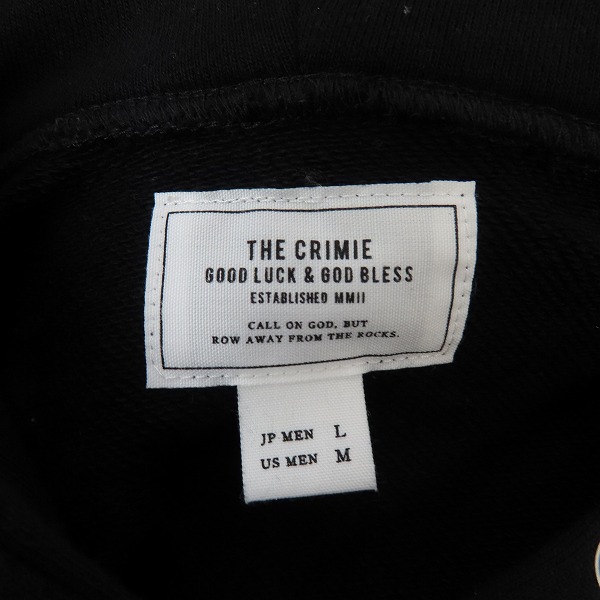 THE CRIMIE
GOOD LUCK & GOD BLESS
ESTABLISHED MMII
CALL ON GOD, BUT
ROW AWAY FROM THE ROCKS.
JP MEN L
US MEN M